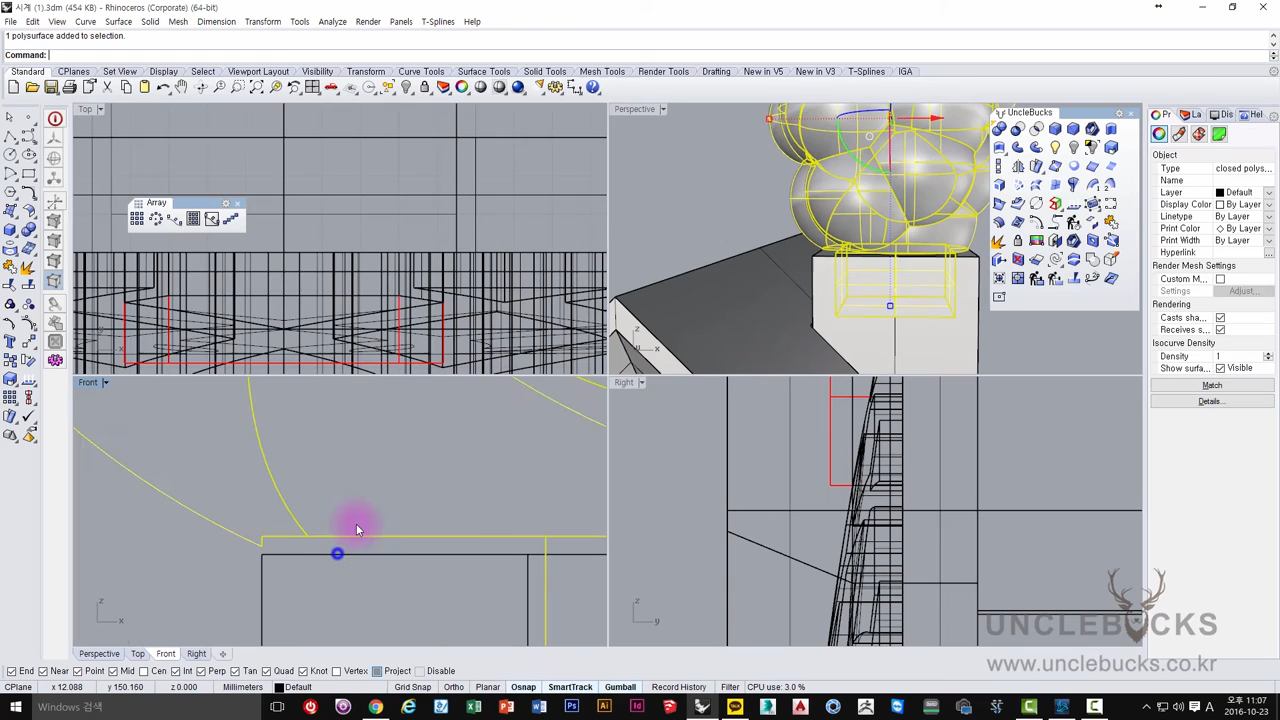 시계 (1).3dm (454 KB) - Rhinoceros (Corporate) (64-bit)
File Edit View Curve Surface Solid Mesh Dimension Transform Tools Analyze Render Panels T-Splines Help
1 polysurface added to selection.
Command:
Standard CPlanes Set View Display Select Viewport Layout Visibility Transform Curve Tools Surface Tools Solid Tools Mesh Tools Render Tools Drafting New in V5 New in V3 T-Splines IGA
Top
Perspective
UncleBucks
Pr La Dis Hel
Object
Type closed polys...
Name
Layer Default
Display Color By Layer
Linetype By Layer
Print Color By Layer
Print Width By Layer
Hyperlink ...
Render Mesh Settings
Custom M...
Settings Adjust...
Rendering
Casts sha...
Receives s...
Isocurve Density
Density 1
Show surfa... Visible
Match
Details...
Array
z x
z x
Front
Right
z x
z y
UNCLEBUCKS
www.unclebucks.co.kr
Perspective Top Front Right
End Near Point Mid Cen Int Perp Tan Quad Knot Vertex Project Disable
CPlane x 12.088 y 150.160 z 0.000 Millimeters Default Grid Snap Ortho Planar Osnap SmartTrack Gumball Record History Filter CPU use: 3.0 %
Windows 검색
A 오전 11:07
2016-10-23